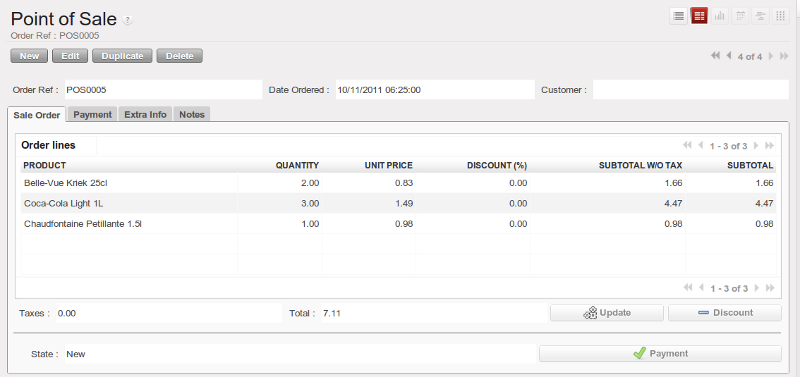 Point of Sale ?
Order Ref : POS0005
New Edit Duplicate Delete
4 of 4
Order Ref : POS0005 Date Ordered : 10/11/2011 06:25:00 Customer :
Sale Order Payment Extra Info Notes
Order lines 1 - 3 of 3
PRODUCT QUANTITY UNIT PRICE DISCOUNT (%) SUBTOTAL W/O TAX SUBTOTAL
Belle-Vue Kriek 25cl 2.00 0.83 0.00 1.66 1.66
Coca-Cola Light 1L 3.00 1.49 0.00 4.47 4.47
Chaudfontaine Petillante 1.5l 1.00 0.98 0.00 0.98 0.98
1 - 3 of 3
Taxes : 0.00 Total : 7.11 Update Discount
State : New Payment